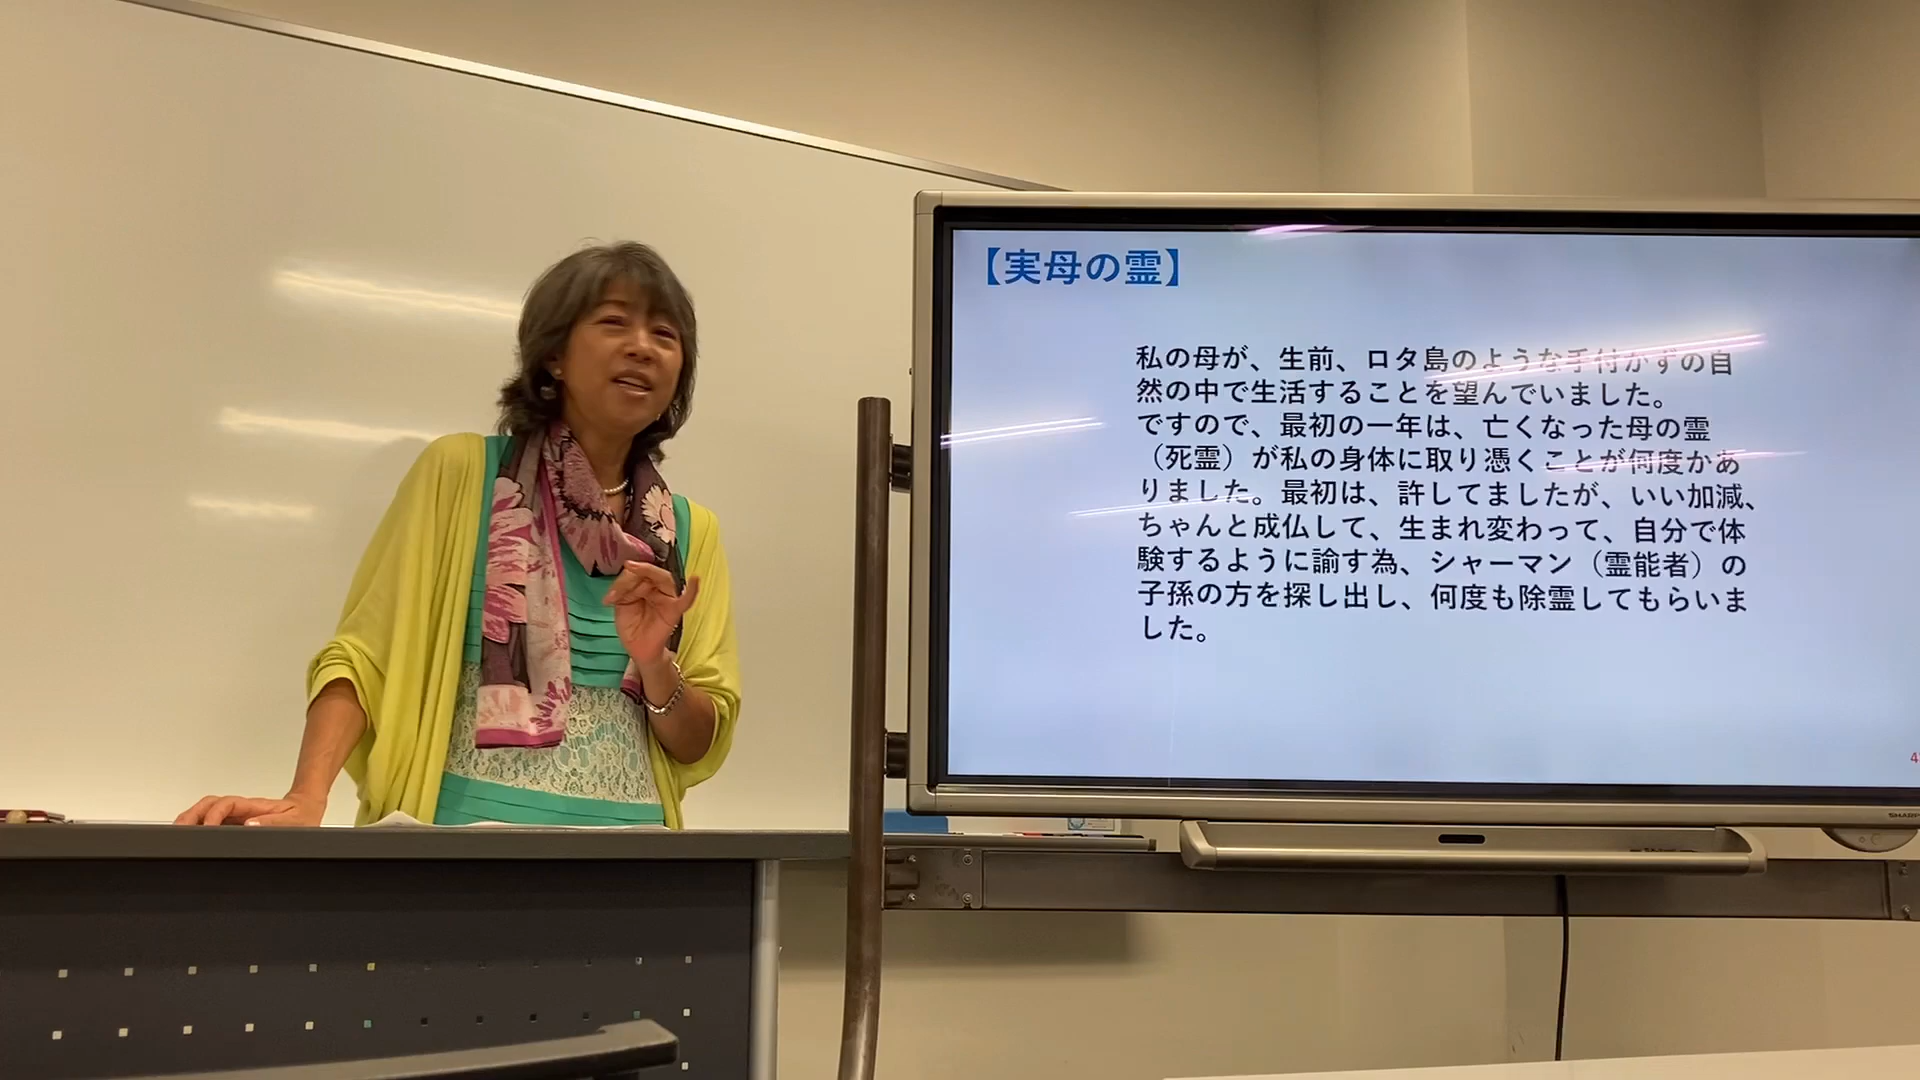 【実母の霊】
私の母が、生前、ロタ島のような手付かずの自
然の中で生活することを望んでいました。
ですので、最初の一年は、亡くなった母の霊
（死霊）が私の身体に取り憑くことが何度かあ
りました。最初は、許してましたが、いい加減、
ちゃんと成仏して、生まれ変わって、自分で体
験するように諭す為、シャーマン（霊能者）の
子孫の方を探し出し、何度も除霊してもらいま
した。